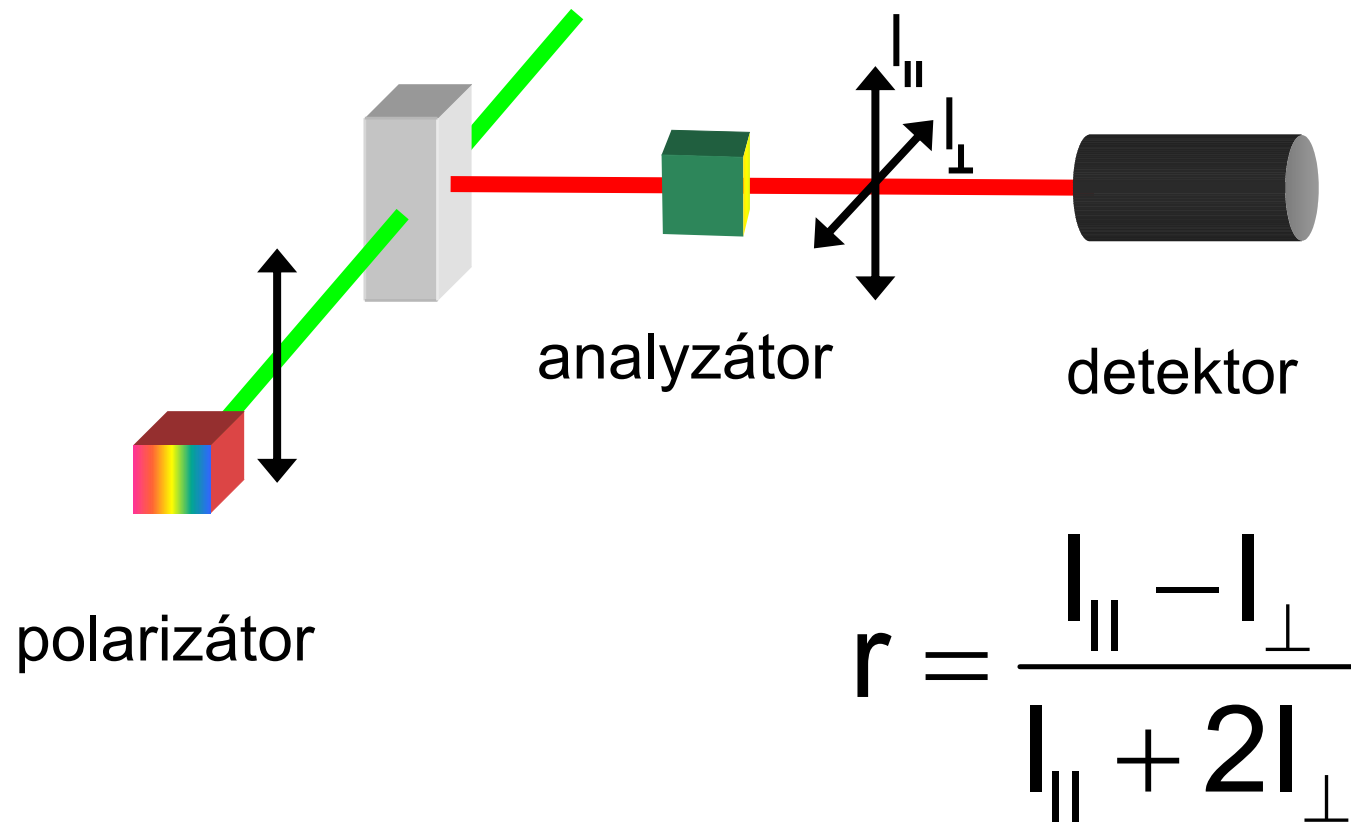 I||
I⊥
analyzátor
detektor
polarizátor
r = (I|| − I⊥) / (I|| + 2I⊥)